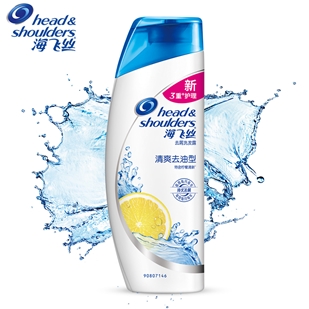 head &
shoulders
海飞丝
新
3重*护理
head &
shoulders
海飞丝
去屑洗发露
清爽去油型
90807146